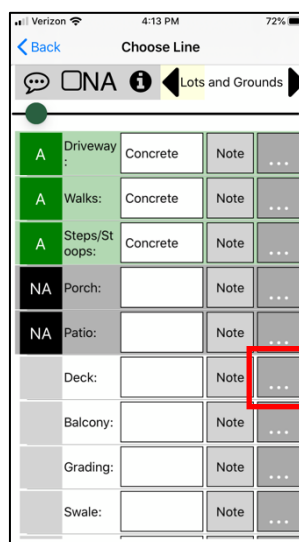 Verizon 4:13 PM 72%
Back Choose Line
NA Lots and Grounds
A Driveway
: Concrete Note ...
A Walks: Concrete Note ...
A Steps/St
oops: Concrete Note ...
NA Porch: Note ...
NA Patio: Note ...
Deck: Note ...
Balcony: Note ...
Grading: Note ...
Swale: Note ...